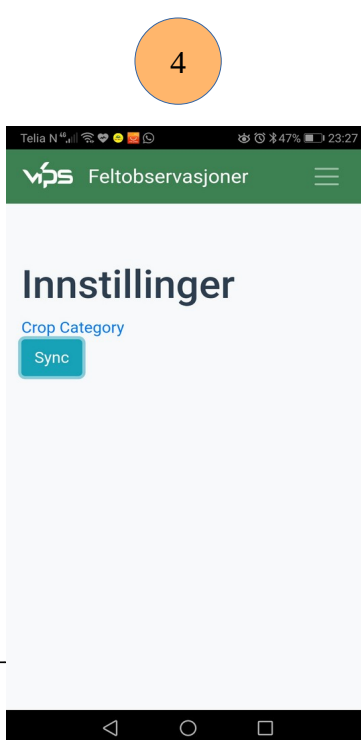 4
Telia N 47% 23:27
VIPS Feltobservasjoner
Innstillinger
Crop Category
Sync